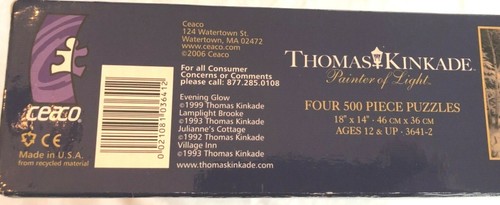 ceaco
CE
Made in U.S.A.
from recycled material
0 021081 036412
Ceaco
124 Watertown St.
Watertown, MA 02472
www.ceaco.com
©2006 Ceaco
For all Consumer
Concerns or Comments
please call: 877.285.0108
Evening Glow
©1999 Thomas Kinkade
Lamplight Brooke
©1993 Thomas Kinkade
Julianne's Cottage
©1992 Thomas Kinkade
Village Inn
©1993 Thomas Kinkade
www.thomaskinkade.com
THOMAS KINKADE
Painter of Light
FOUR 500 PIECE PUZZLES
18" x 14" · 46 CM x 36 CM
AGES 12 & UP · 3641-2